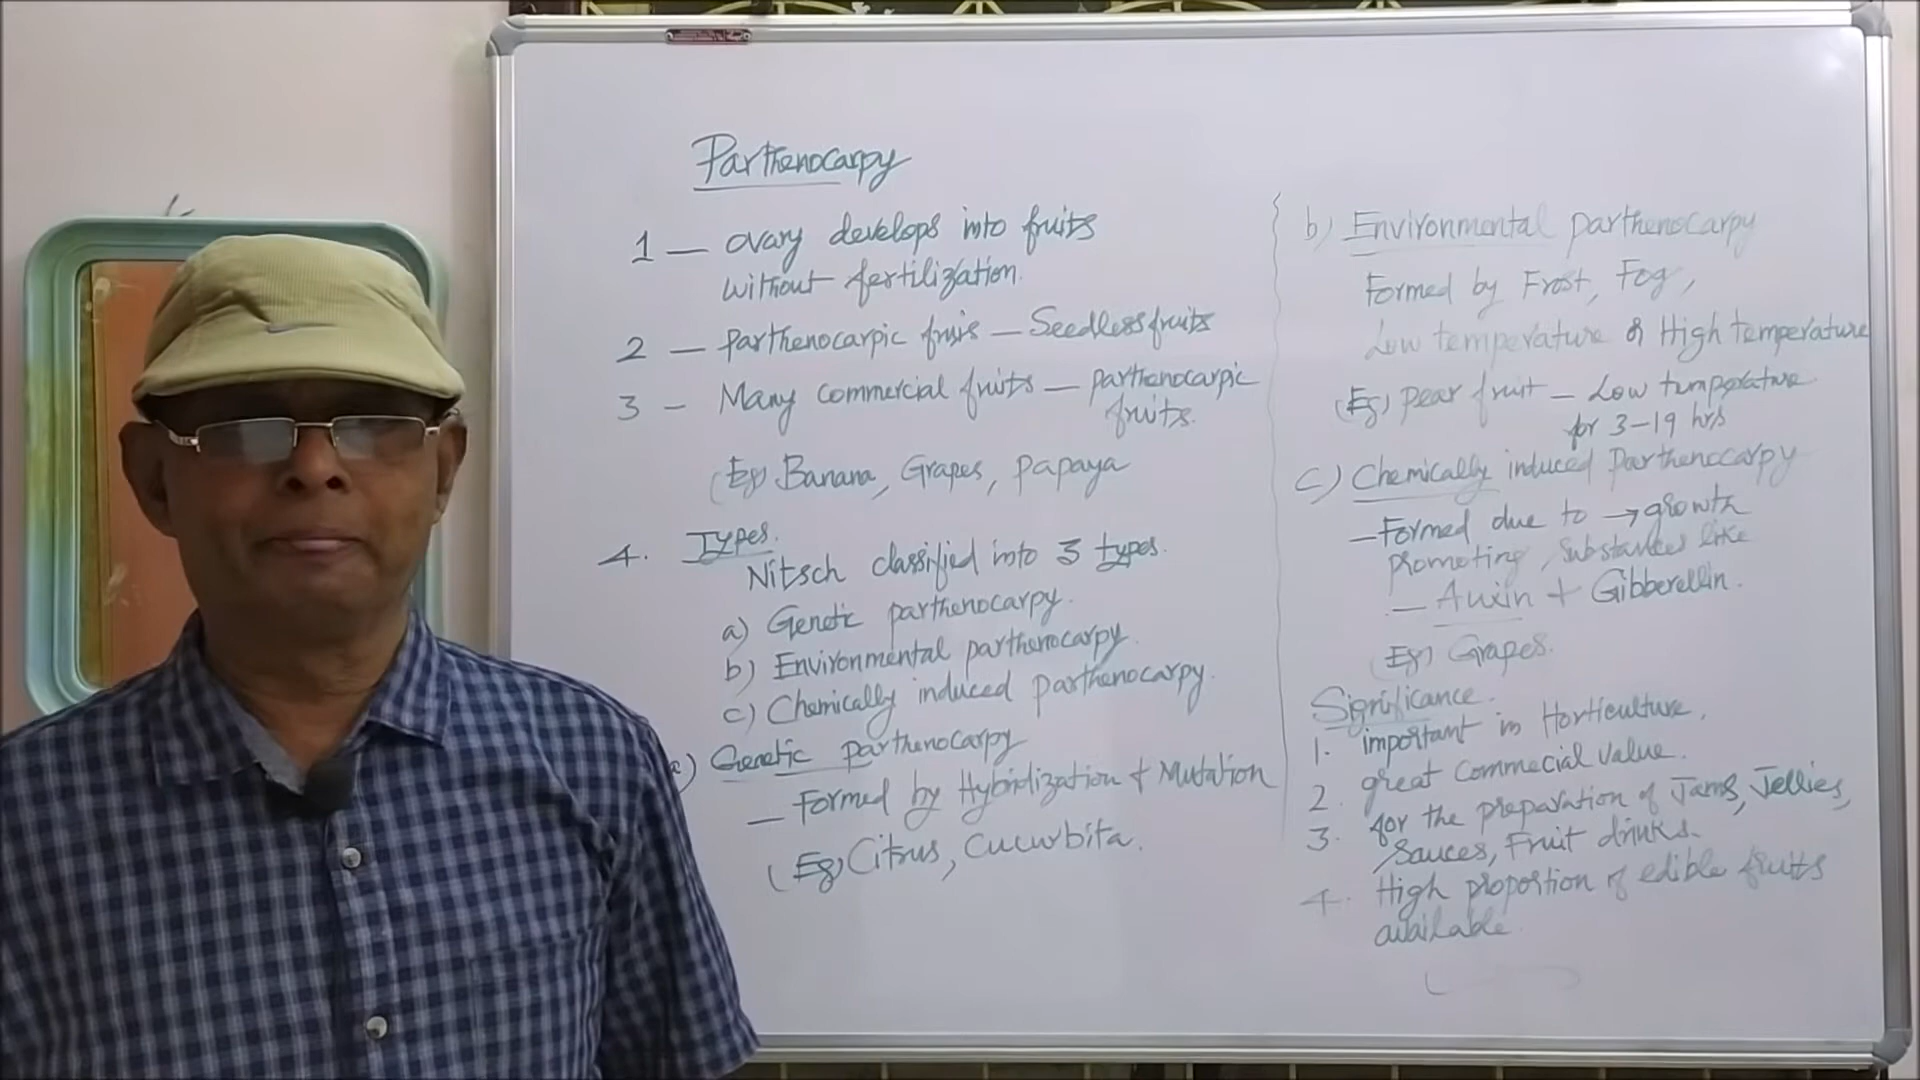 Parthenocarpy
1 — ovary develops into fruits
without fertilization.
2 — parthenocarpic fruis — Seedless fruits
3 — Many commercial fruits — parthenocarpic
fruits.
(Eg) Banana, Grapes, papaya
4. Types.
Nitsch classified into 3 types.
a) Genetic parthenocarpy.
b) Environmental parthenocarpy.
c) Chemically induced parthenocarpy.
a) Genetic parthenocarpy
— Formed by Hybridization & Mutation
(Eg) Citrus, Cucurbita.
b) Environmental parthenocarpy
Formed by Frost, Fog,
Low temperature & High temperature
(Eg) pear fruit — Low temperature
for 3-19 hrs
C) Chemically induced Parthenocarpy
— Formed due to → growth
promoting substances like
— Auxin & Gibberellin.
(Eg) Grapes.
Significance.
1. important in Horticulture.
2. great commecial value.
3. for the preparation of Jams, Jellies,
Sauces, Fruit drinks.
4. High proportion of edible fruits
available.